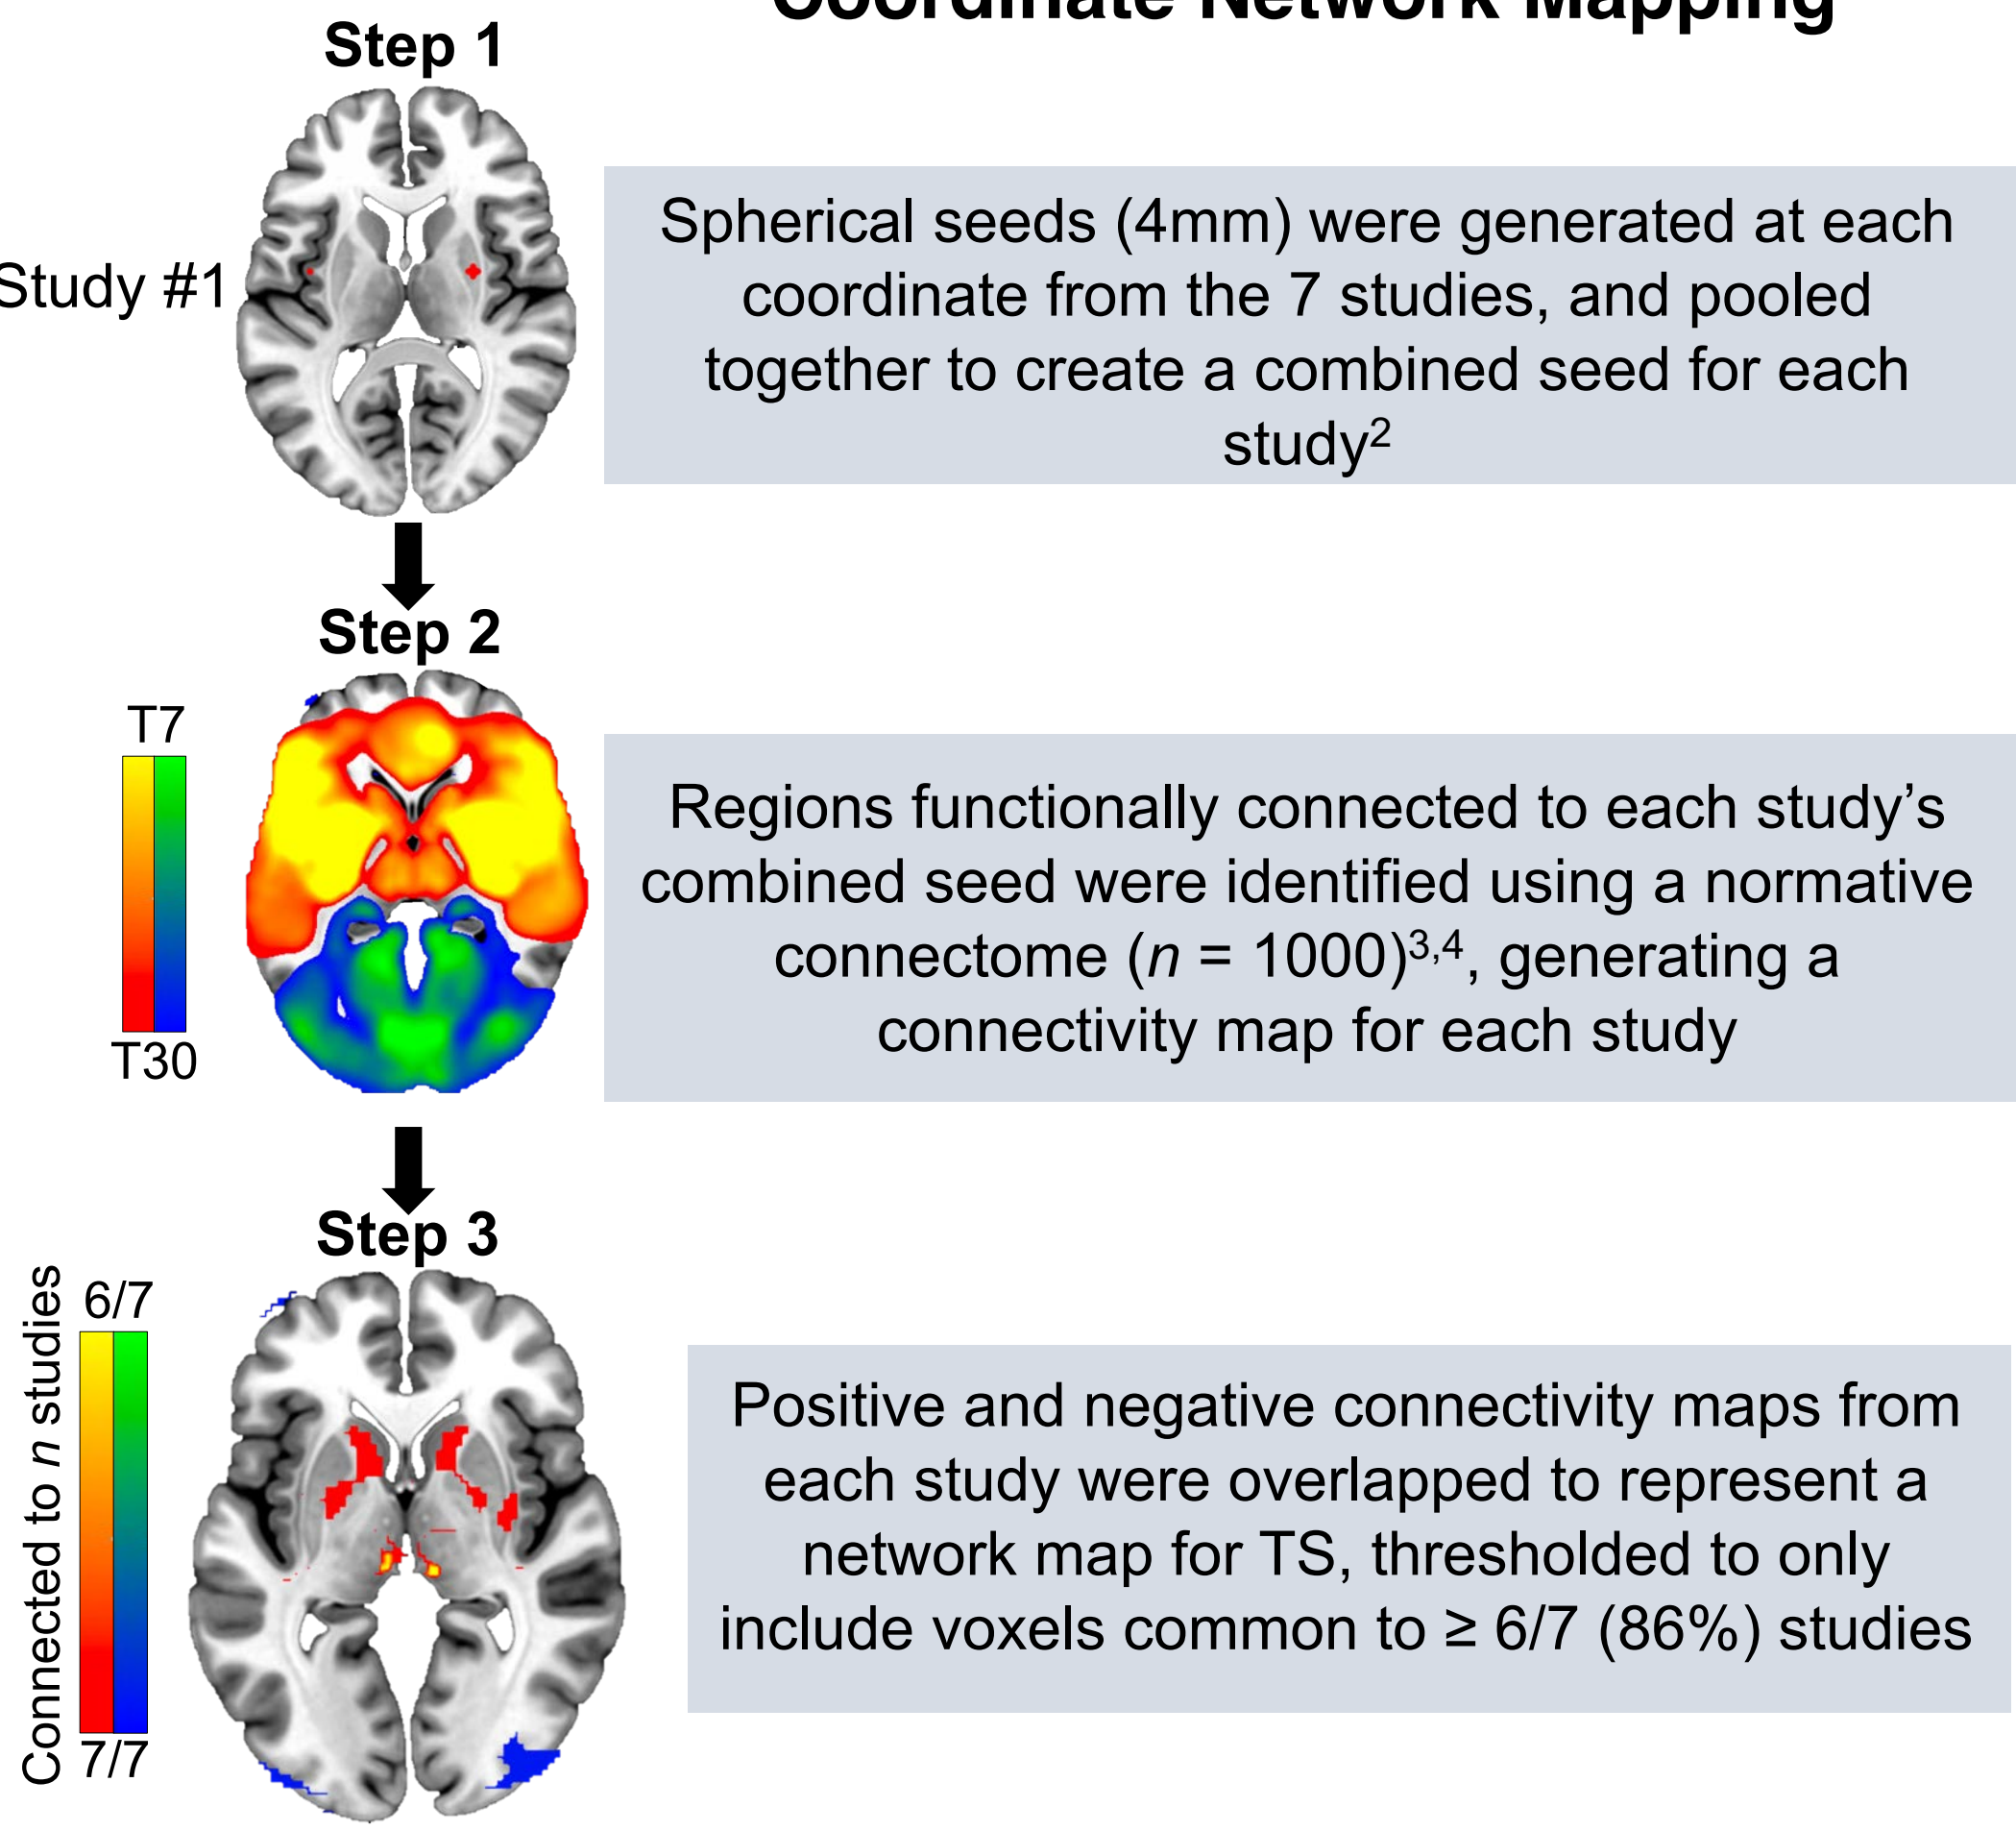 Coordinate Network Mapping
Step 1
Study #1
Spherical seeds (4mm) were generated at each
coordinate from the 7 studies, and pooled
together to create a combined seed for each
study²
Step 2
T7
T30
Regions functionally connected to each study’s
combined seed were identified using a normative
connectome (n = 1000)³,⁴, generating a
connectivity map for each study
Step 3
Connected to n studies
6/7
7/7
Positive and negative connectivity maps from
each study were overlapped to represent a
network map for TS, thresholded to only
include voxels common to ≥ 6/7 (86%) studies